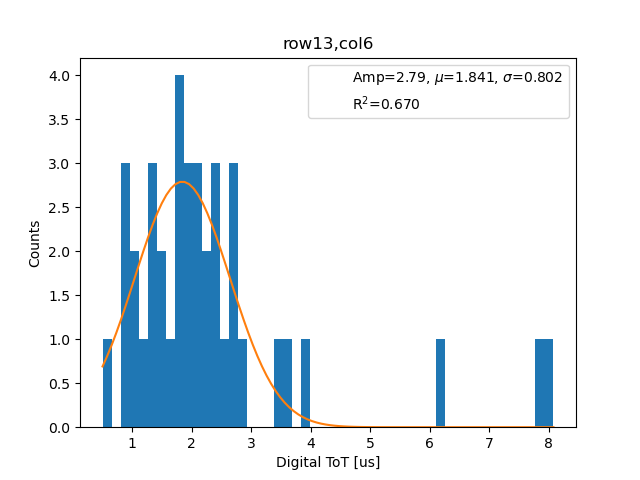 row13,col6
Amp=2.79, μ=1.841, σ=0.802
R²=0.670
Counts
4.0
3.5
3.0
2.5
2.0
1.5
1.0
0.5
0.0
1 2 3 4 5 6 7 8
Digital ToT [us]